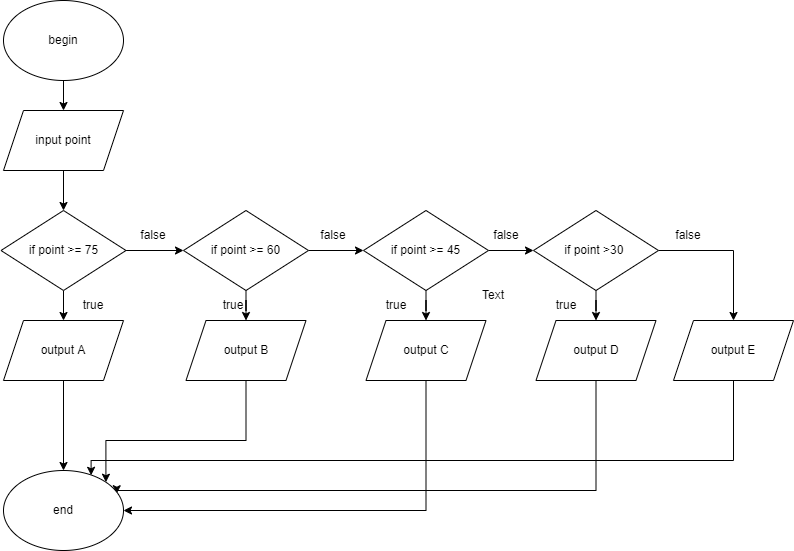 begin
input point
if point >= 75
false
if point >= 60
false
if point >= 45
false
if point >30
false
true
true
true
Text
true
output A
output B
output C
output D
output E
end